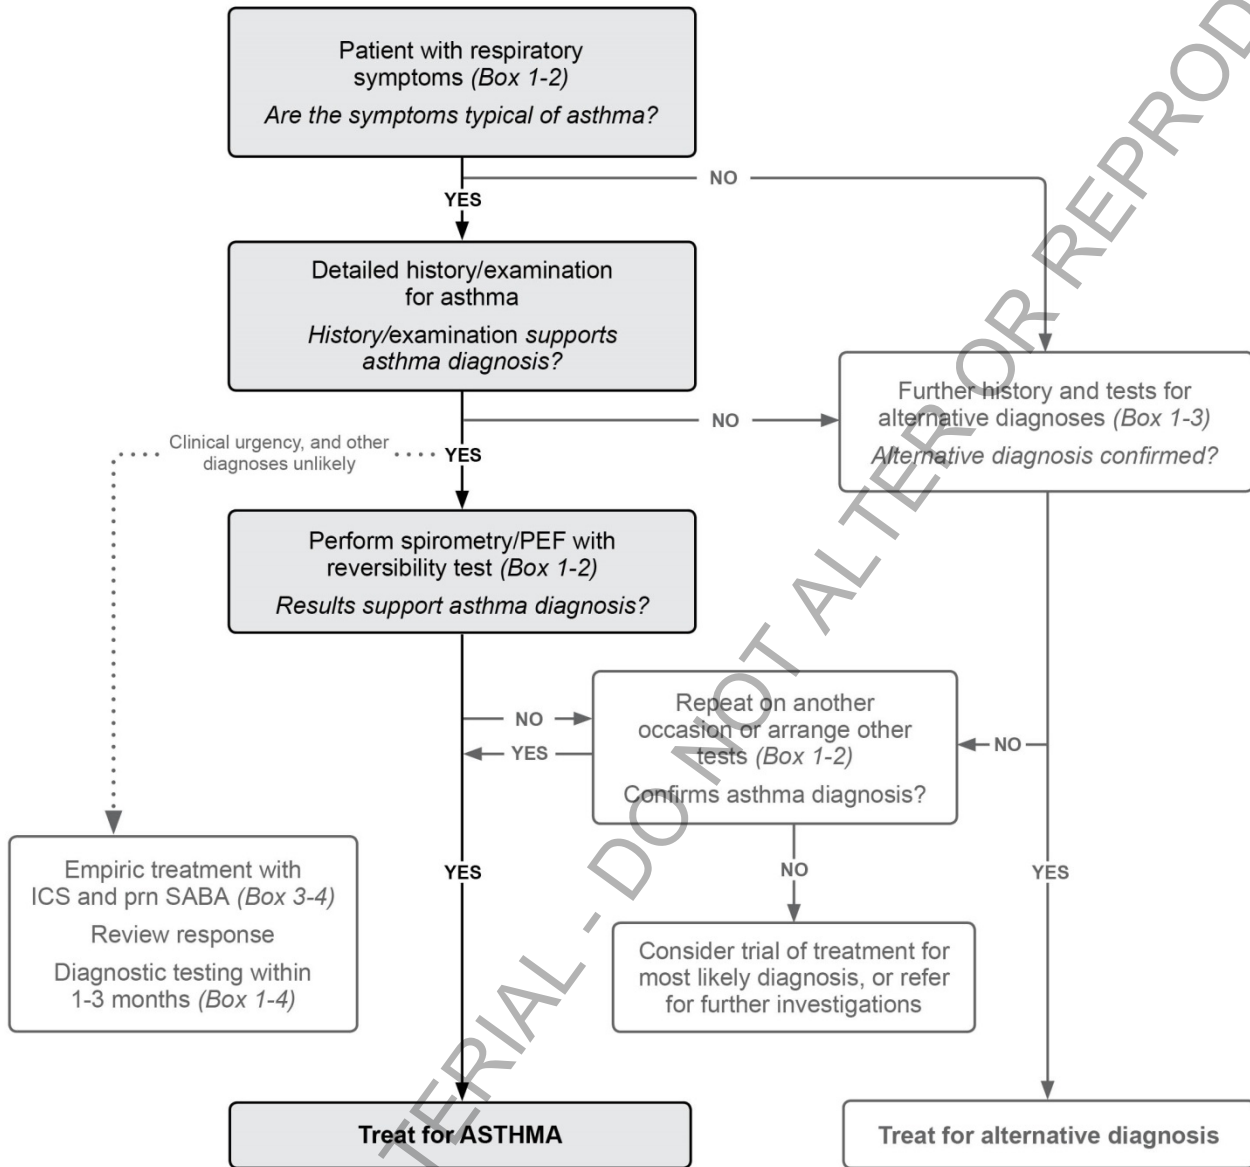 Patient with respiratory
symptoms (Box 1-2)
Are the symptoms typical of asthma?
NO
YES
Detailed history/examination
for asthma
History/examination supports
asthma diagnosis?
Further history and tests for
alternative diagnoses (Box 1-3)
Alternative diagnosis confirmed?
NO
Clinical urgency, and other
diagnoses unlikely
YES
Perform spirometry/PEF with
reversibility test (Box 1-2)
Results support asthma diagnosis?
Repeat on another
occasion or arrange other
tests (Box 1-2)
Confirms asthma diagnosis?
NO
YES
NO
Empiric treatment with
ICS and prn SABA (Box 3-4)
Review response
Diagnostic testing within
1-3 months (Box 1-4)
YES
NO
YES
Consider trial of treatment for
most likely diagnosis, or refer
for further investigations
Treat for ASTHMA
Treat for alternative diagnosis
TERIAL - DO NOT ALTER OR REPROD